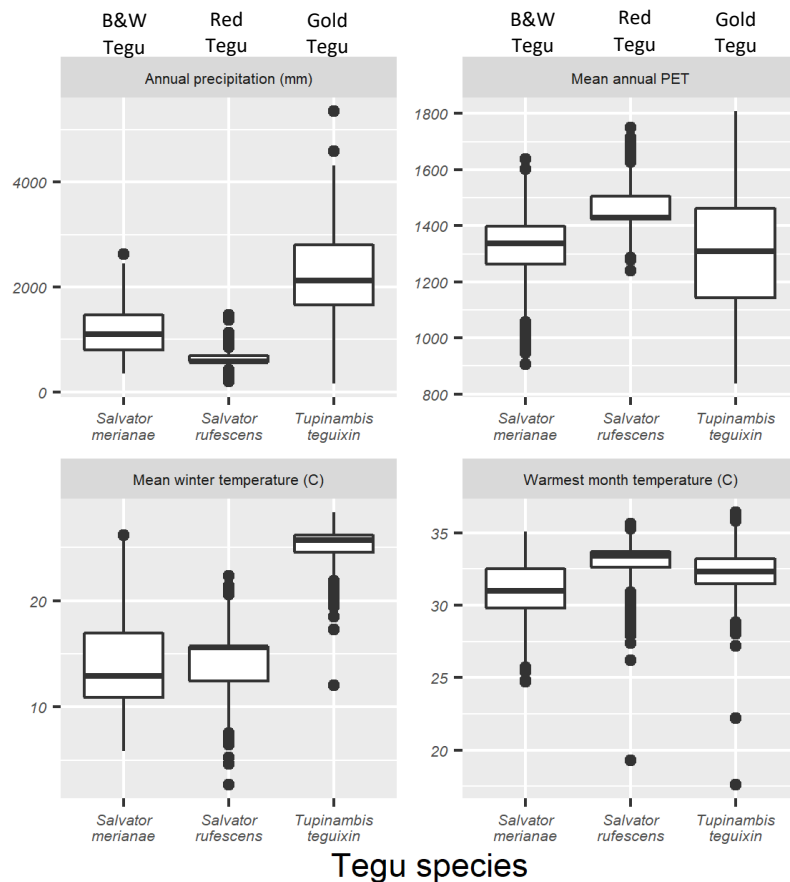 B&W Red Gold B&W Red Gold
Tegu Tegu Tegu Tegu Tegu Tegu
Annual precipitation (mm) Mean annual PET
4000
2000
0
1800
1600
1400
1200
1000
800
Salvator Salvator Tupinambis Salvator Salvator Tupinambis
merianae rufescens teguixin merianae rufescens teguixin
Mean winter temperature (C) Warmest month temperature (C)
20
10
35
30
25
20
Salvator Salvator Tupinambis Salvator Salvator Tupinambis
merianae rufescens teguixin merianae rufescens teguixin
Tegu species